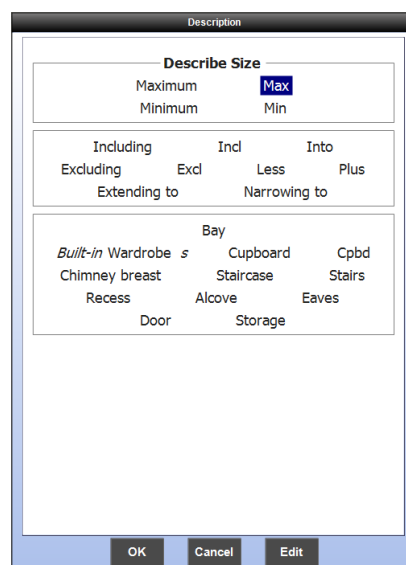 Description
Describe Size
Maximum Max
Minimum Min
Including Incl Into
Excluding Excl Less Plus
Extending to Narrowing to
Bay
Built-in Wardrobe s Cupboard Cpbd
Chimney breast Staircase Stairs
Recess Alcove Eaves
Door Storage
OK Cancel Edit